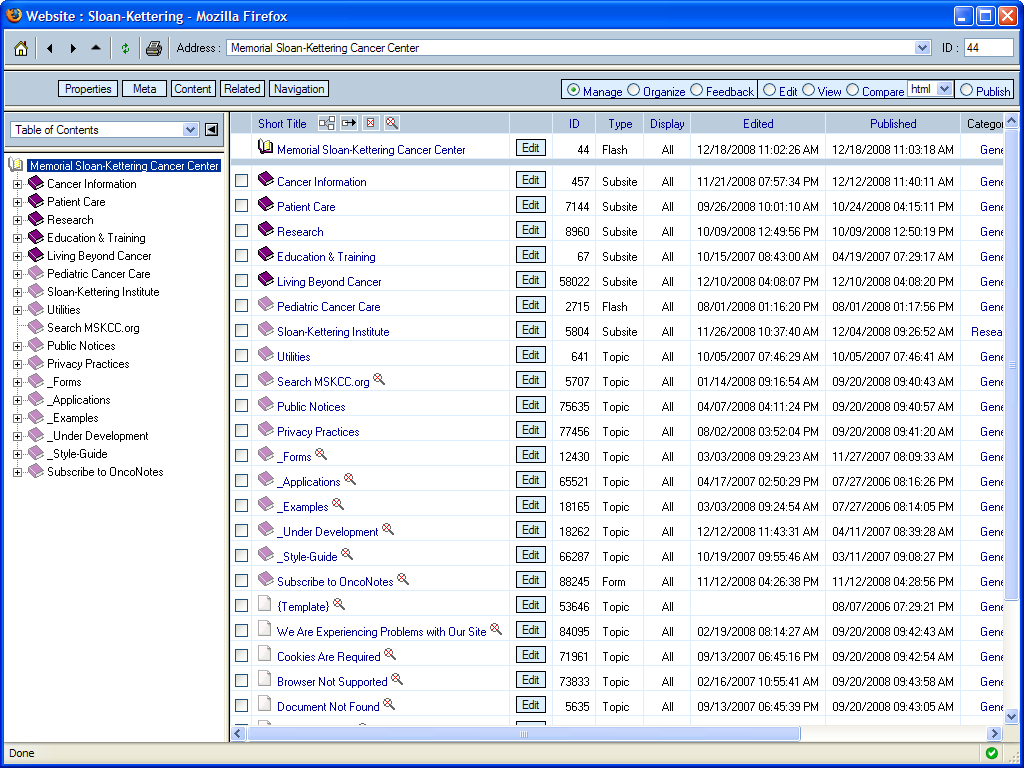 Website : Sloan-Kettering - Mozilla Firefox
Address : Memorial Sloan-Kettering Cancer Center ID : 44
Properties Meta Content Related Navigation Manage Organize Feedback Edit View Compare html Publish
Table of Contents
Memorial Sloan-Kettering Cancer Center
Cancer Information
Patient Care
Research
Education & Training
Living Beyond Cancer
Pediatric Cancer Care
Sloan-Kettering Institute
Utilities
Search MSKCC.org
Public Notices
Privacy Practices
_Forms
_Applications
_Examples
_Under Development
_Style-Guide
Subscribe to OncoNotes
Short Title ID Type Display Edited Published Categor
Memorial Sloan-Kettering Cancer Center Edit 44 Flash All 12/18/2008 11:02:26 AM 12/18/2008 11:03:18 AM Gene
Cancer Information Edit 457 Subsite All 11/21/2008 07:57:34 PM 12/12/2008 11:40:11 AM Gene
Patient Care Edit 7144 Subsite All 09/26/2008 10:01:10 AM 10/24/2008 04:15:11 PM Gene
Research Edit 8960 Subsite All 10/09/2008 12:49:56 PM 10/09/2008 12:50:19 PM Gene
Education & Training Edit 67 Subsite All 10/15/2007 08:43:00 AM 04/19/2007 07:29:17 AM Gene
Living Beyond Cancer Edit 58022 Subsite All 12/10/2008 04:08:07 PM 12/10/2008 04:08:20 PM Gene
Pediatric Cancer Care Edit 2715 Flash All 08/01/2008 01:16:20 PM 08/01/2008 01:17:56 PM Gene
Sloan-Kettering Institute Edit 5804 Subsite All 11/26/2008 10:37:40 AM 12/04/2008 09:26:52 AM Resea
Utilities Edit 641 Topic All 10/05/2007 07:46:29 AM 10/05/2007 07:46:41 AM Gene
Search MSKCC.org Edit 5707 Topic All 01/14/2008 09:16:54 AM 09/20/2008 09:40:43 AM Gene
Public Notices Edit 75635 Topic All 04/07/2008 04:11:24 PM 09/20/2008 09:40:57 AM Gene
Privacy Practices Edit 77456 Topic All 08/02/2008 03:52:04 PM 09/20/2008 09:41:20 AM Gene
_Forms Edit 12430 Topic All 03/03/2008 09:29:23 AM 11/27/2007 08:09:33 AM Gene
_Applications Edit 65521 Topic All 04/17/2007 02:50:29 PM 07/27/2006 08:16:26 PM Gene
_Examples Edit 18165 Topic All 03/03/2008 09:24:54 AM 07/27/2006 08:14:05 PM Gene
_Under Development Edit 18262 Topic All 12/12/2008 11:43:31 AM 04/11/2007 08:39:28 AM Gene
_Style-Guide Edit 66287 Topic All 10/19/2007 09:55:46 AM 03/11/2007 09:08:27 PM Gene
Subscribe to OncoNotes Edit 88245 Form All 11/12/2008 04:26:38 PM 11/12/2008 04:28:56 PM Gene
{Template} Edit 53646 Topic All 08/07/2006 07:29:21 PM Gene
We Are Experiencing Problems with Our Site Edit 84095 Topic All 02/19/2008 08:14:27 AM 09/20/2008 09:42:43 AM Gene
Cookies Are Required Edit 71961 Topic All 09/13/2007 06:45:16 PM 09/20/2008 09:42:54 AM Gene
Browser Not Supported Edit 73833 Topic All 02/16/2007 10:55:41 AM 09/20/2008 09:43:58 AM Gene
Document Not Found Edit 5635 Topic All 09/13/2007 06:45:39 PM 09/20/2008 09:43:05 AM Gene
Done